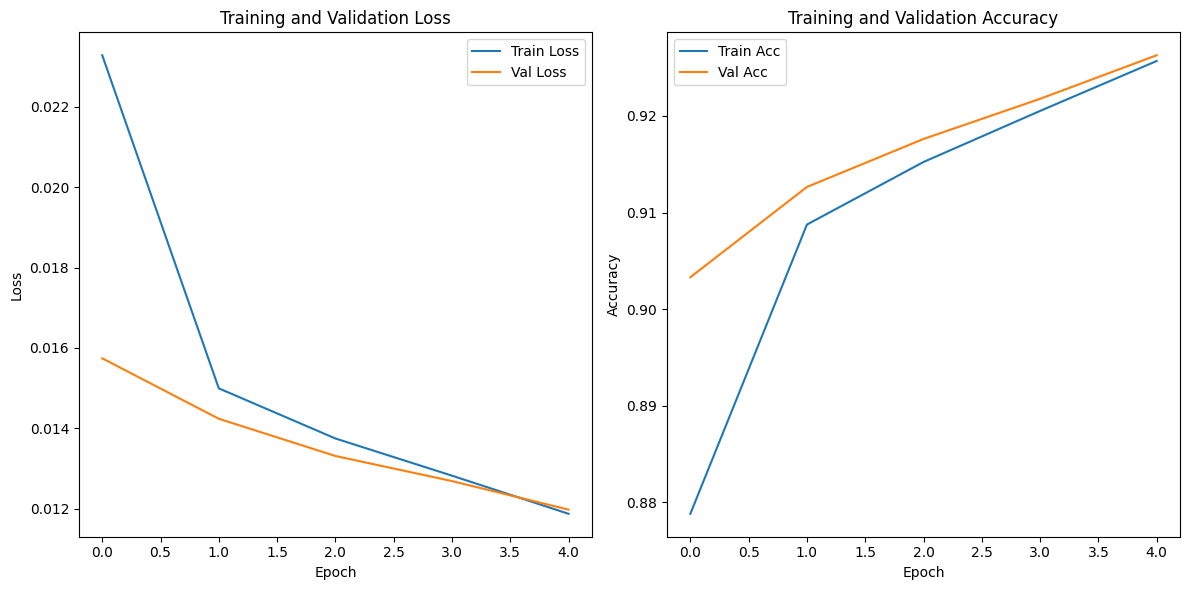 Training and Validation Loss
Train Loss
Val Loss
0.022
0.020
0.018
0.016
0.014
0.012
Loss
0.0 0.5 1.0 1.5 2.0 2.5 3.0 3.5 4.0
Epoch
Training and Validation Accuracy
Train Acc
Val Acc
0.92
0.91
0.90
0.89
0.88
Accuracy
0.0 0.5 1.0 1.5 2.0 2.5 3.0 3.5 4.0
Epoch